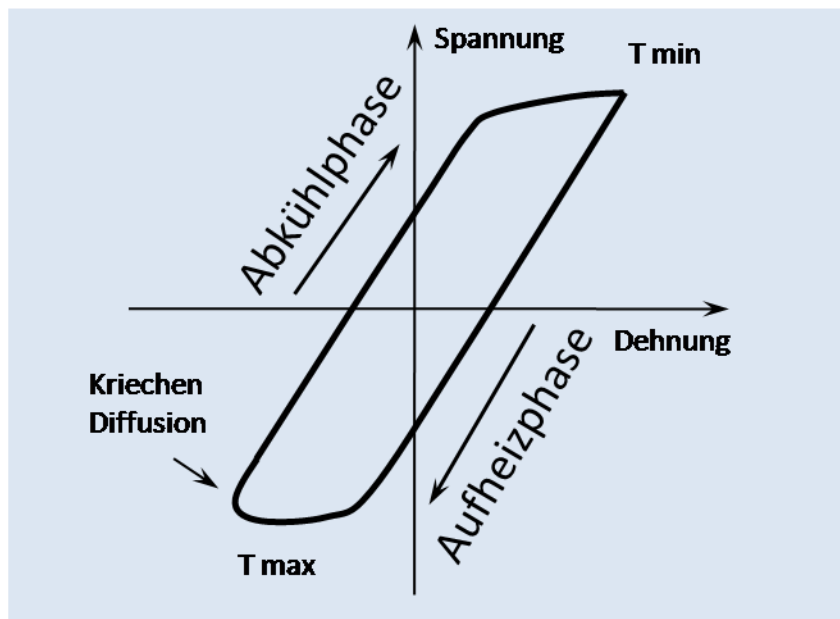 Spannung
T min
Abkühlphase
Dehnung
Kriechen
Diffusion
Aufheizphase
T max